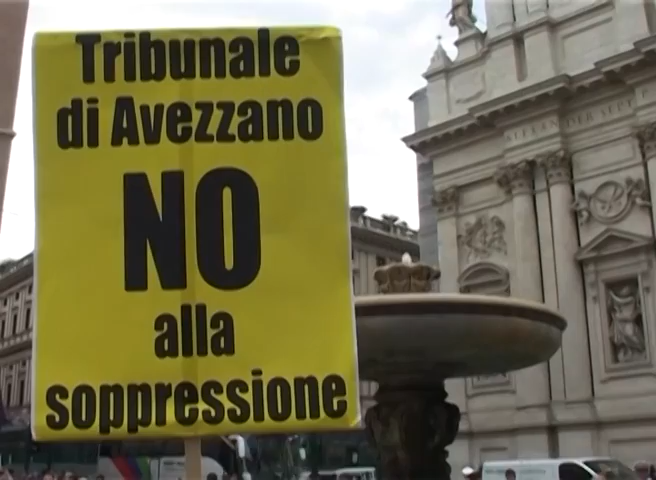 Tribunale
di Avezzano
NO
alla
soppressione